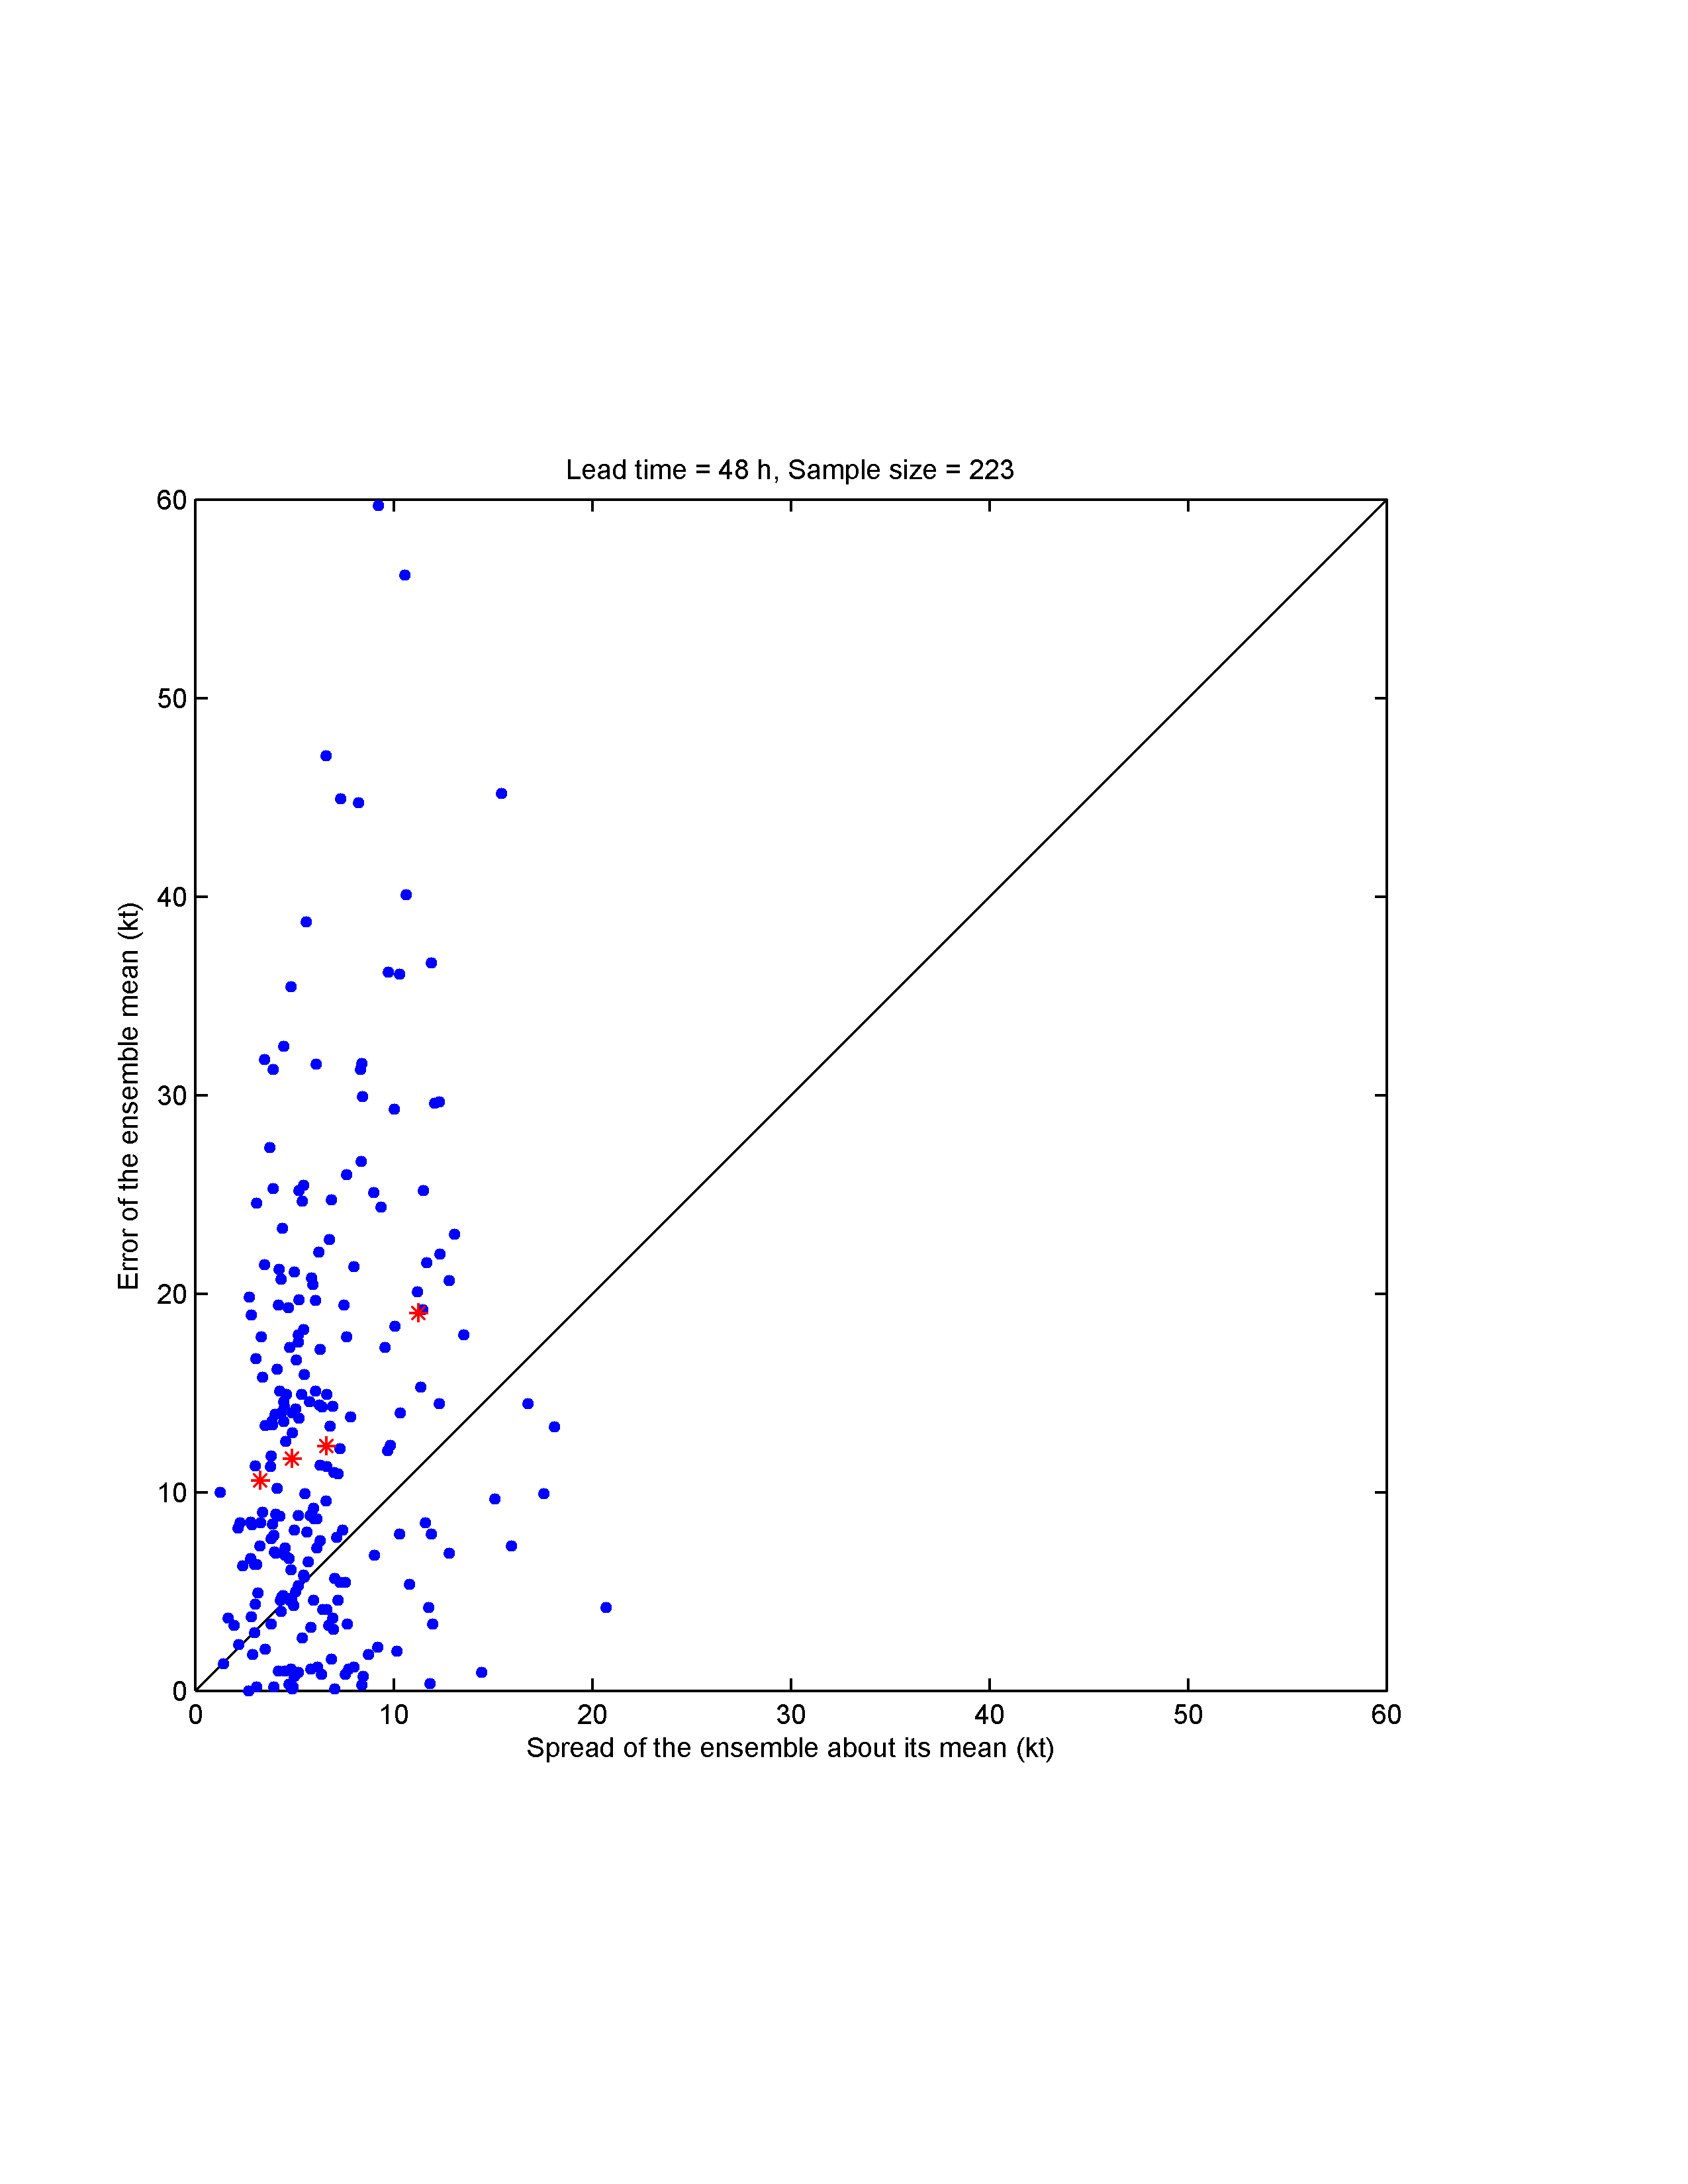 Lead time = 48 h, Sample size = 223
60
50
40
30
20
10
0
Error of the ensemble mean (kt)
0 10 20 30 40 50 60
Spread of the ensemble about its mean (kt)